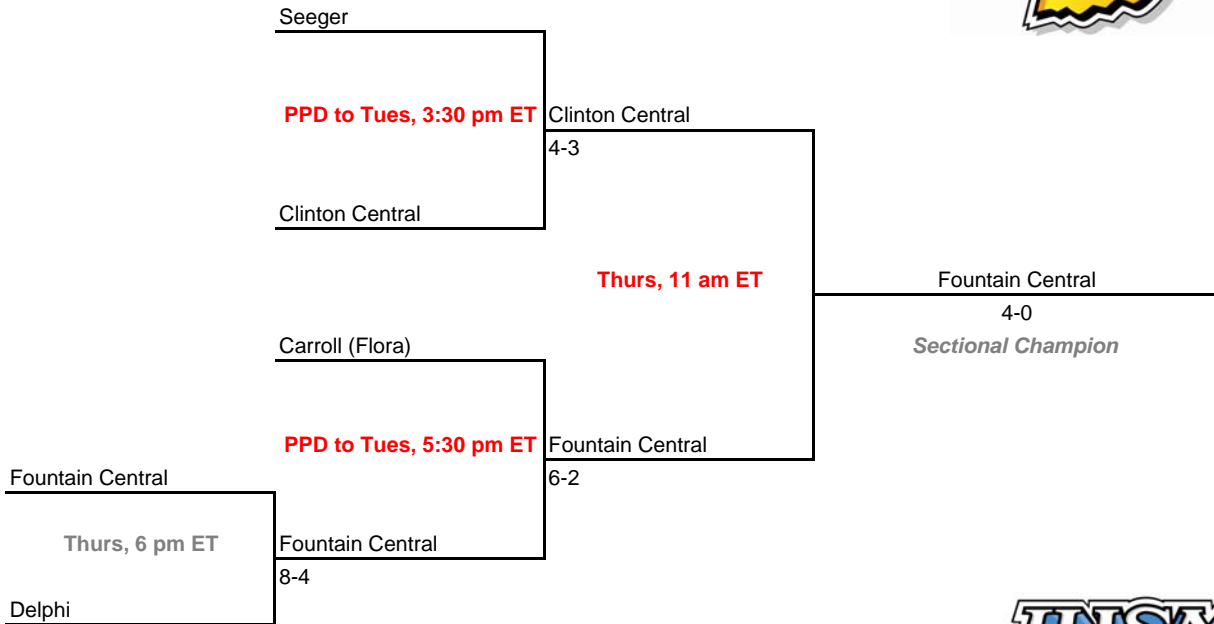 Seeger
PPD to Tues, 3:30 pm ET
Clinton Central
4-3
Clinton Central
Thurs, 11 am ET
Fountain Central
4-0
Sectional Champion
Carroll (Flora)
PPD to Tues, 5:30 pm ET
Fountain Central
6-2
Fountain Central
Thurs, 6 pm ET
Fountain Central
8-4
Delphi